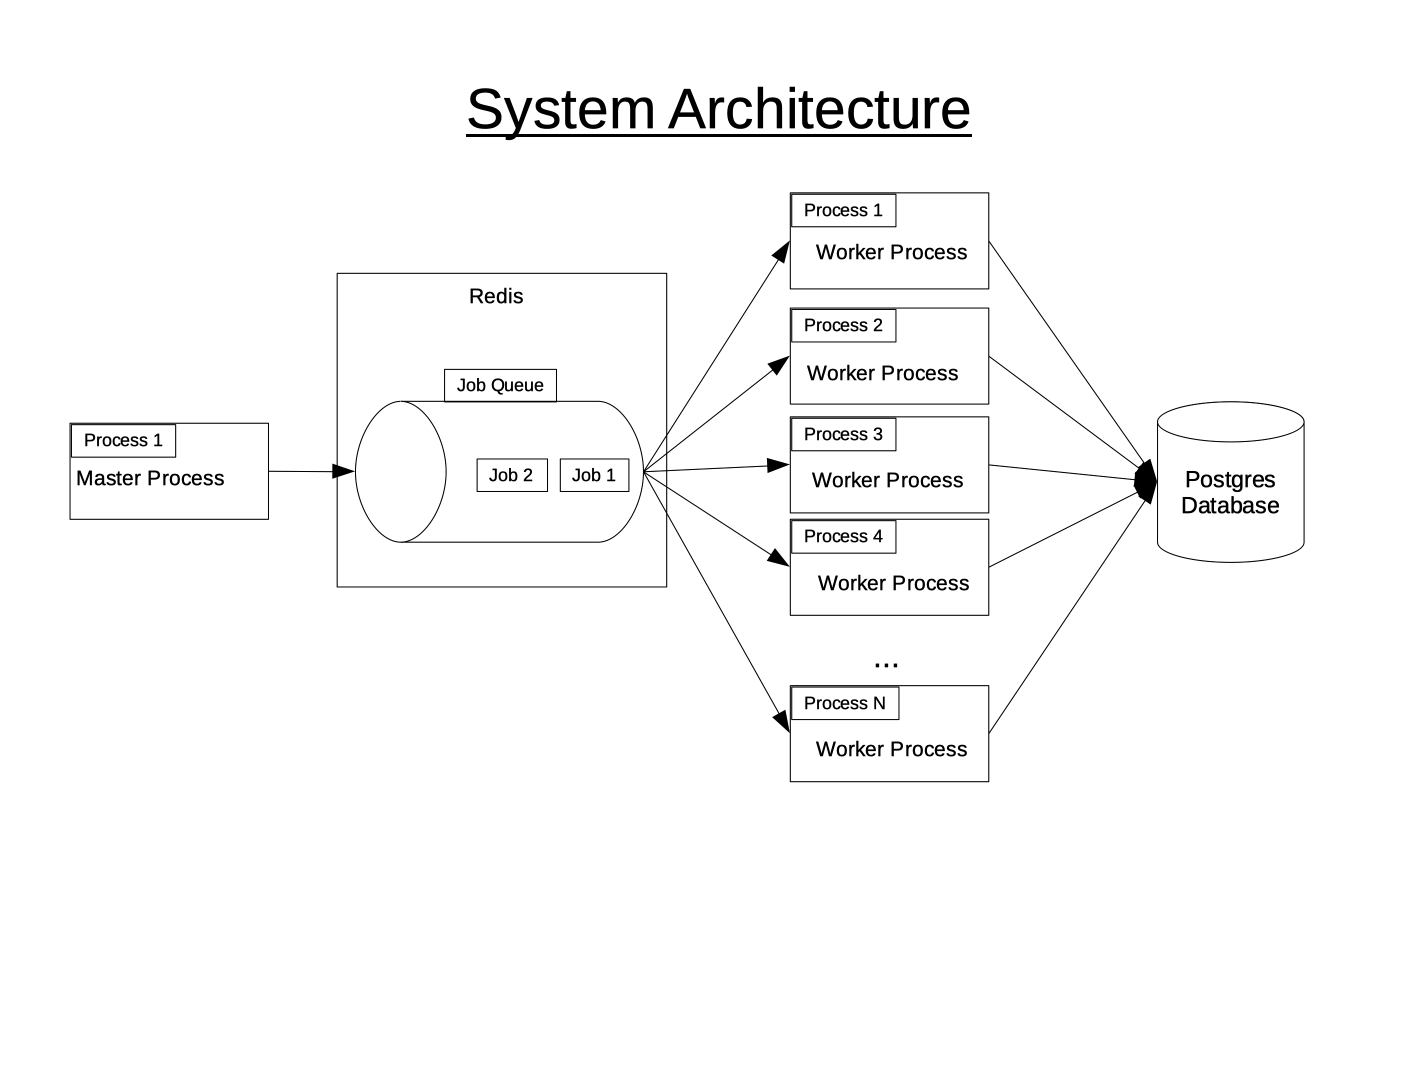 System Architecture
Process 1
Master Process
Redis
Job Queue
Job 2
Job 1
Process 1
Worker Process
Process 2
Worker Process
Process 3
Worker Process
Process 4
Worker Process
...
Process N
Worker Process
Postgres
Database